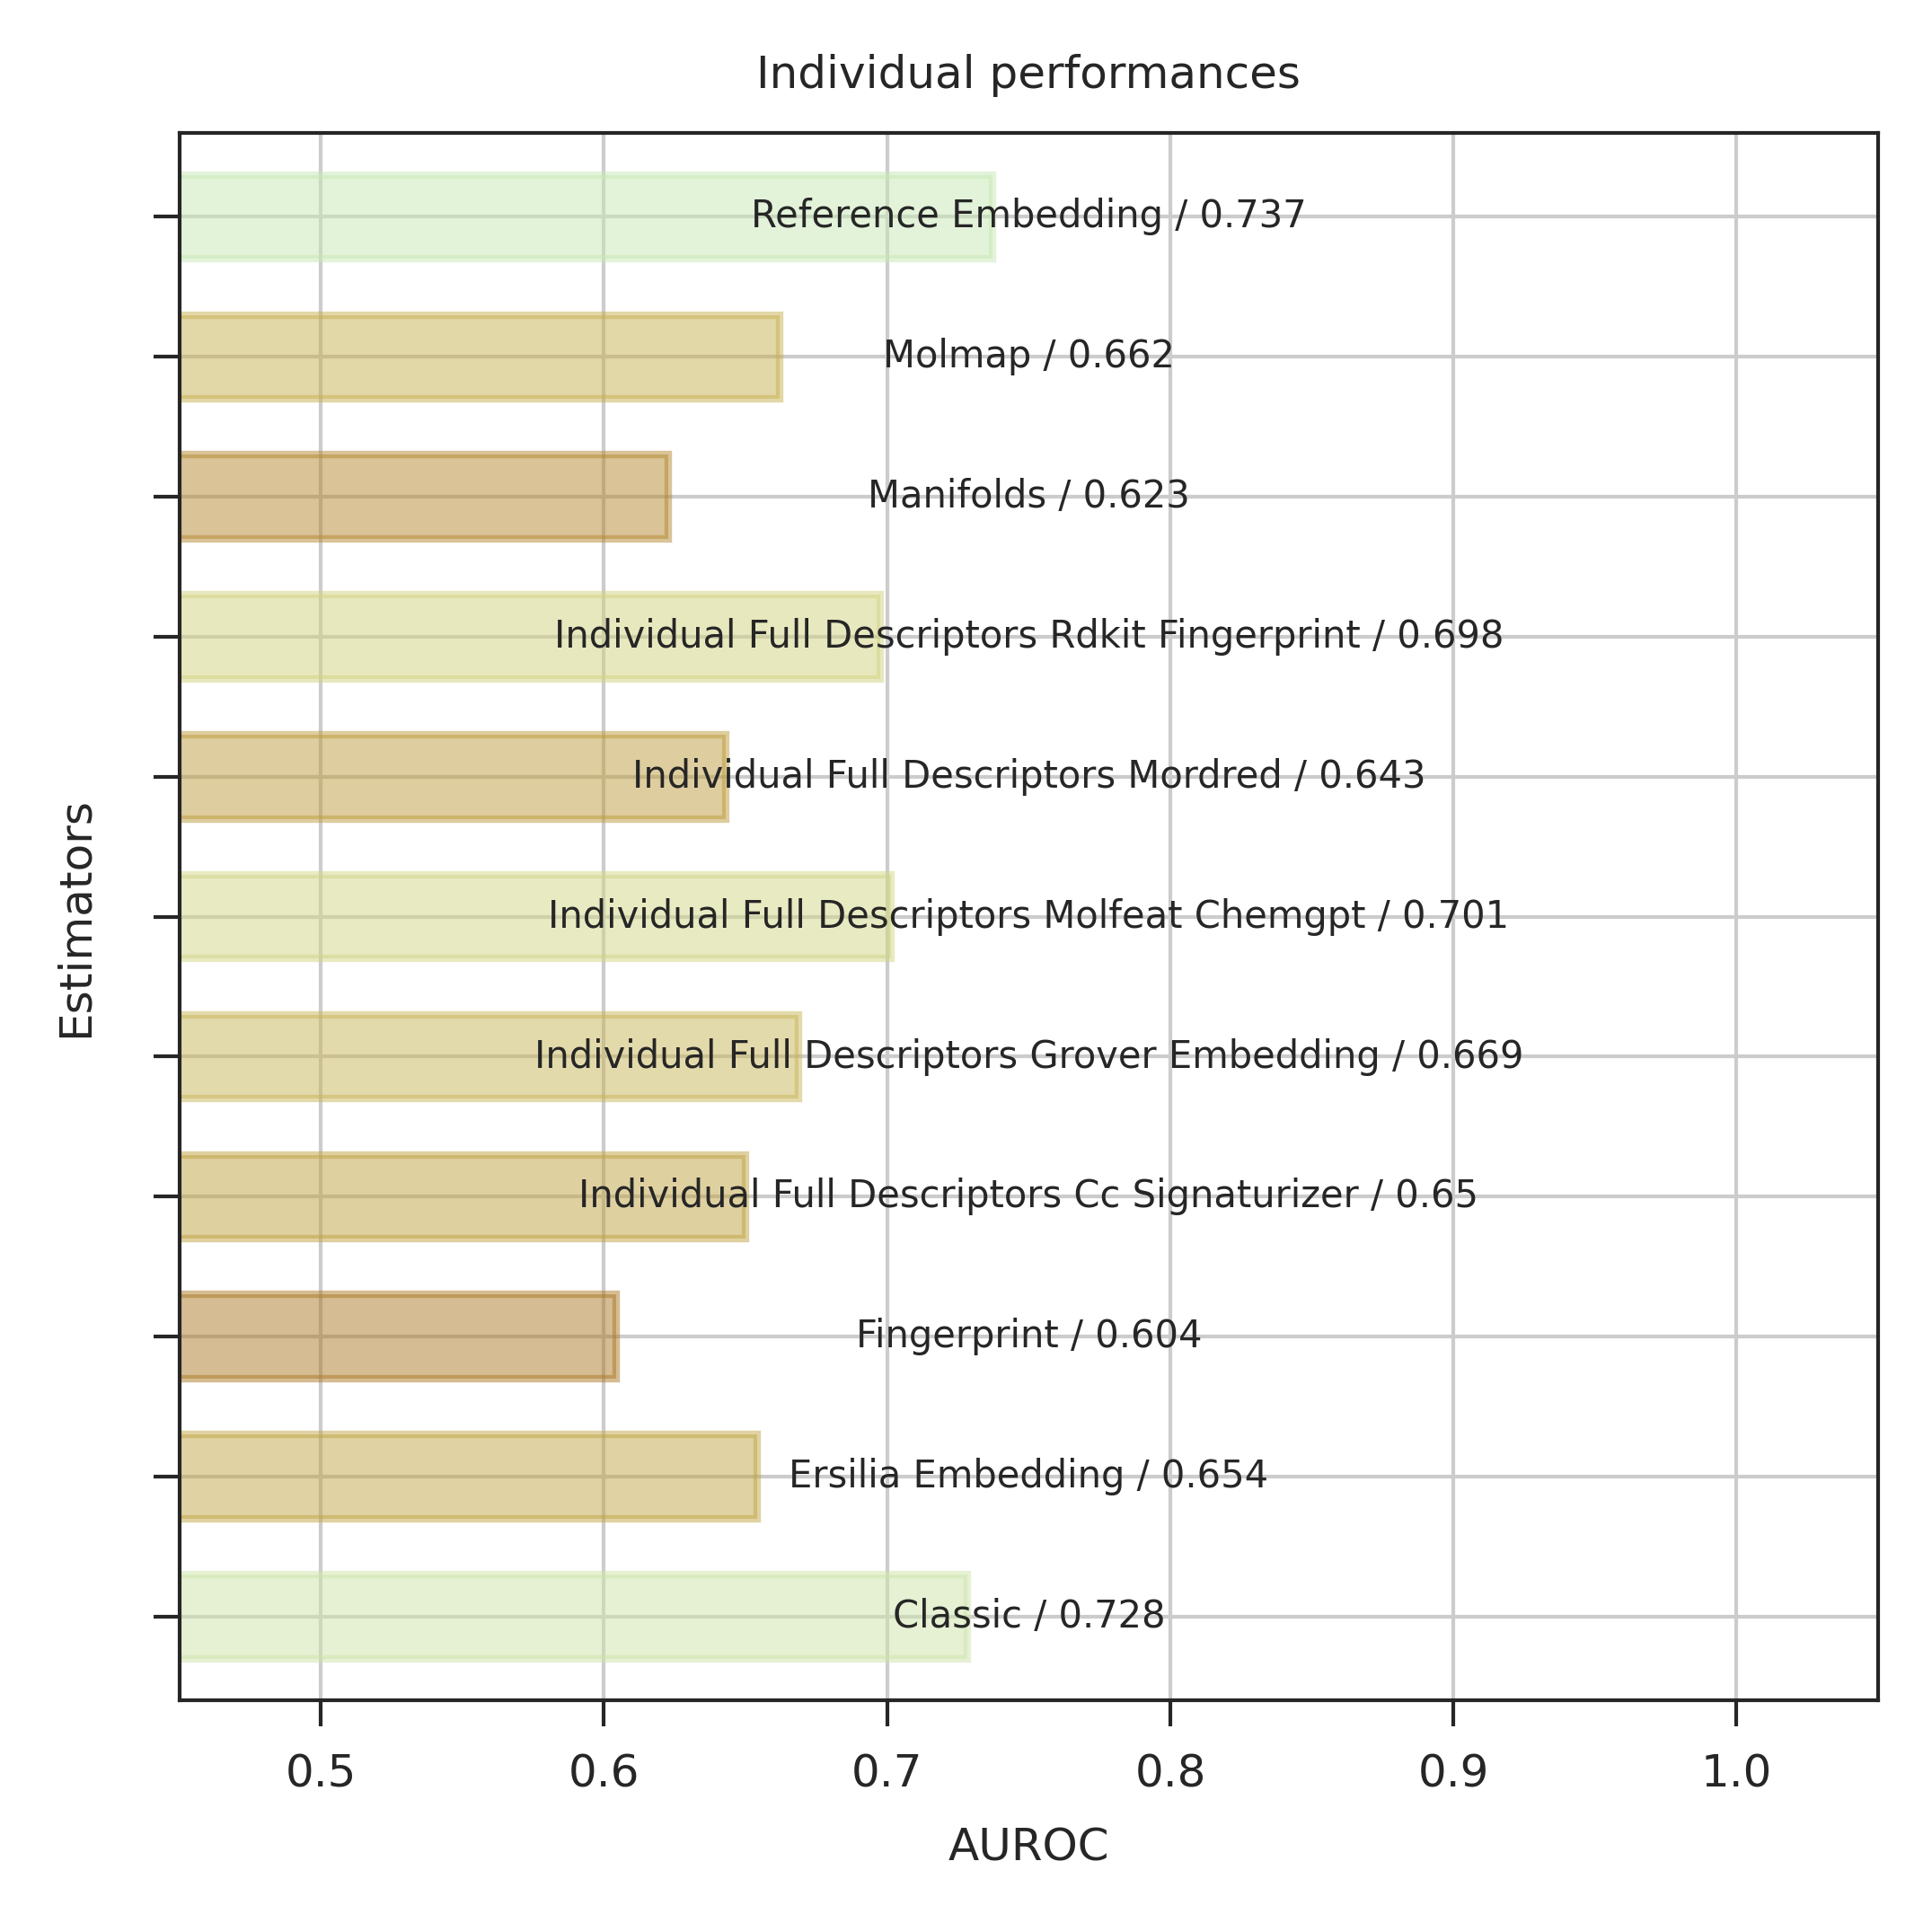 Individual performances
Reference Embedding / 0.737
Molmap / 0.662
Manifolds / 0.623
Individual Full Descriptors Rdkit Fingerprint / 0.698
Individual Full Descriptors Mordred / 0.643
Individual Full Descriptors Molfeat Chemgpt / 0.701
Individual Full Descriptors Grover Embedding / 0.669
Individual Full Descriptors Cc Signaturizer / 0.65
Fingerprint / 0.604
Ersilia Embedding / 0.654
Classic / 0.728
Estimators
0.5 0.6 0.7 0.8 0.9 1.0
AUROC